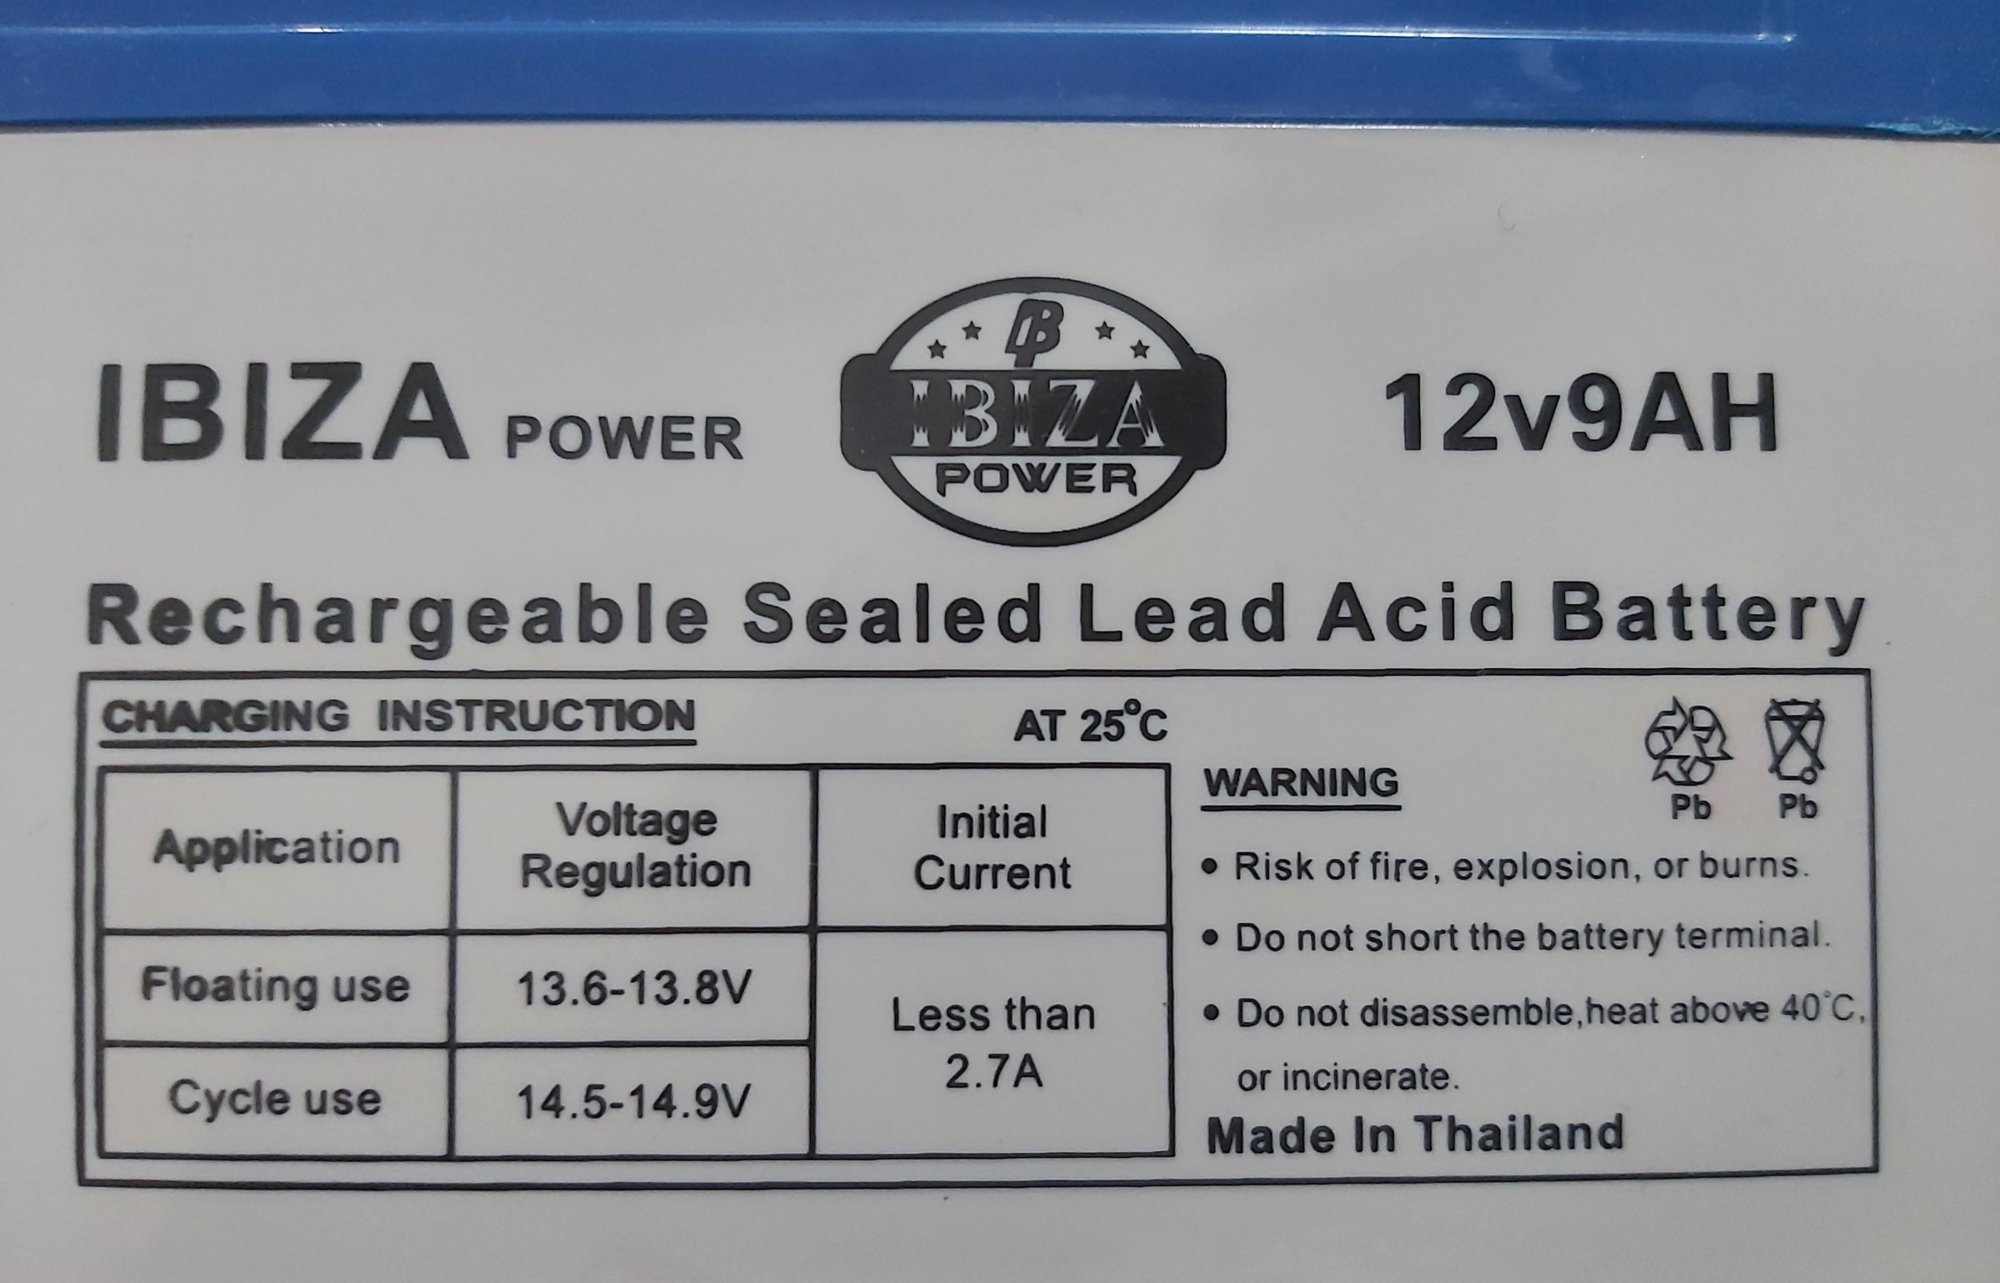 IBIZA POWER
IBIZA
POWER
12v9AH
Rechargeable Sealed Lead Acid Battery
CHARGING INSTRUCTION AT 25°C
Application
Voltage
Regulation
Initial
Current
Floating use
13.6-13.8V
Less than
2.7A
Cycle use
14.5-14.9V
Pb
Pb
WARNING
• Risk of fire, explosion, or burns.
• Do not short the battery terminal.
• Do not disassemble,heat above 40°C,
or incinerate.
Made In Thailand